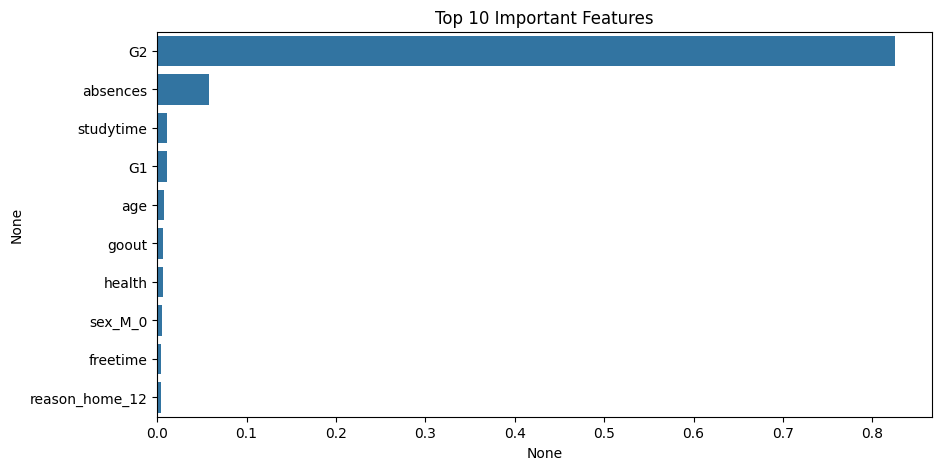 Top 10 Important Features
G2
absences
studytime
G1
age
goout
health
sex_M_0
freetime
reason_home_12
None
0.0 0.1 0.2 0.3 0.4 0.5 0.6 0.7 0.8
None